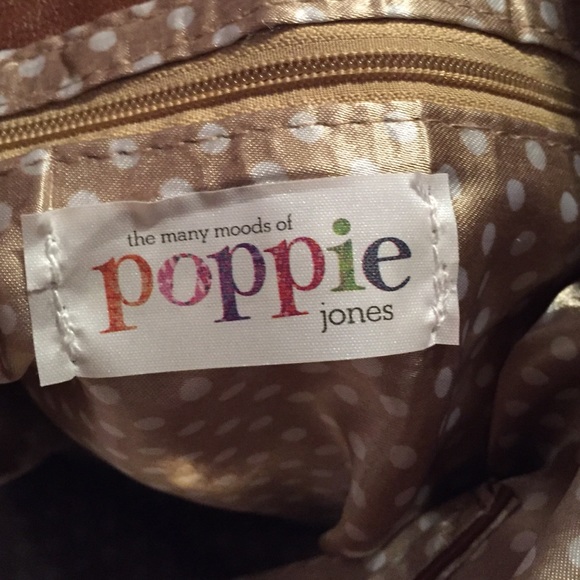 the many moods of
poppie
jones